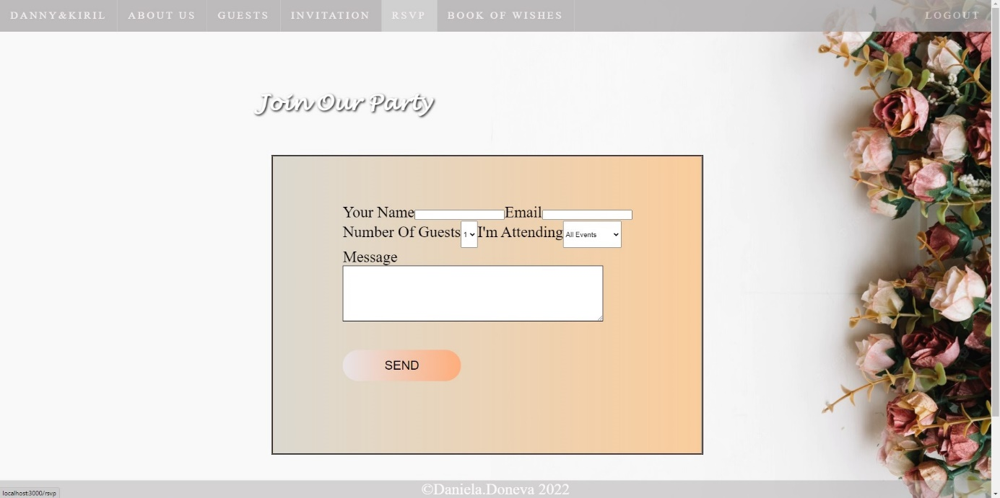 DANNY&KIRIL ABOUT US GUESTS INVITATION RSVP BOOK OF WISHES LOGOUT
Join Our Party
Your Name Email
Number Of Guests 1 I'm Attending All Events
Message
SEND
©Daniela.Doneva 2022
localhost:3000/rsvp